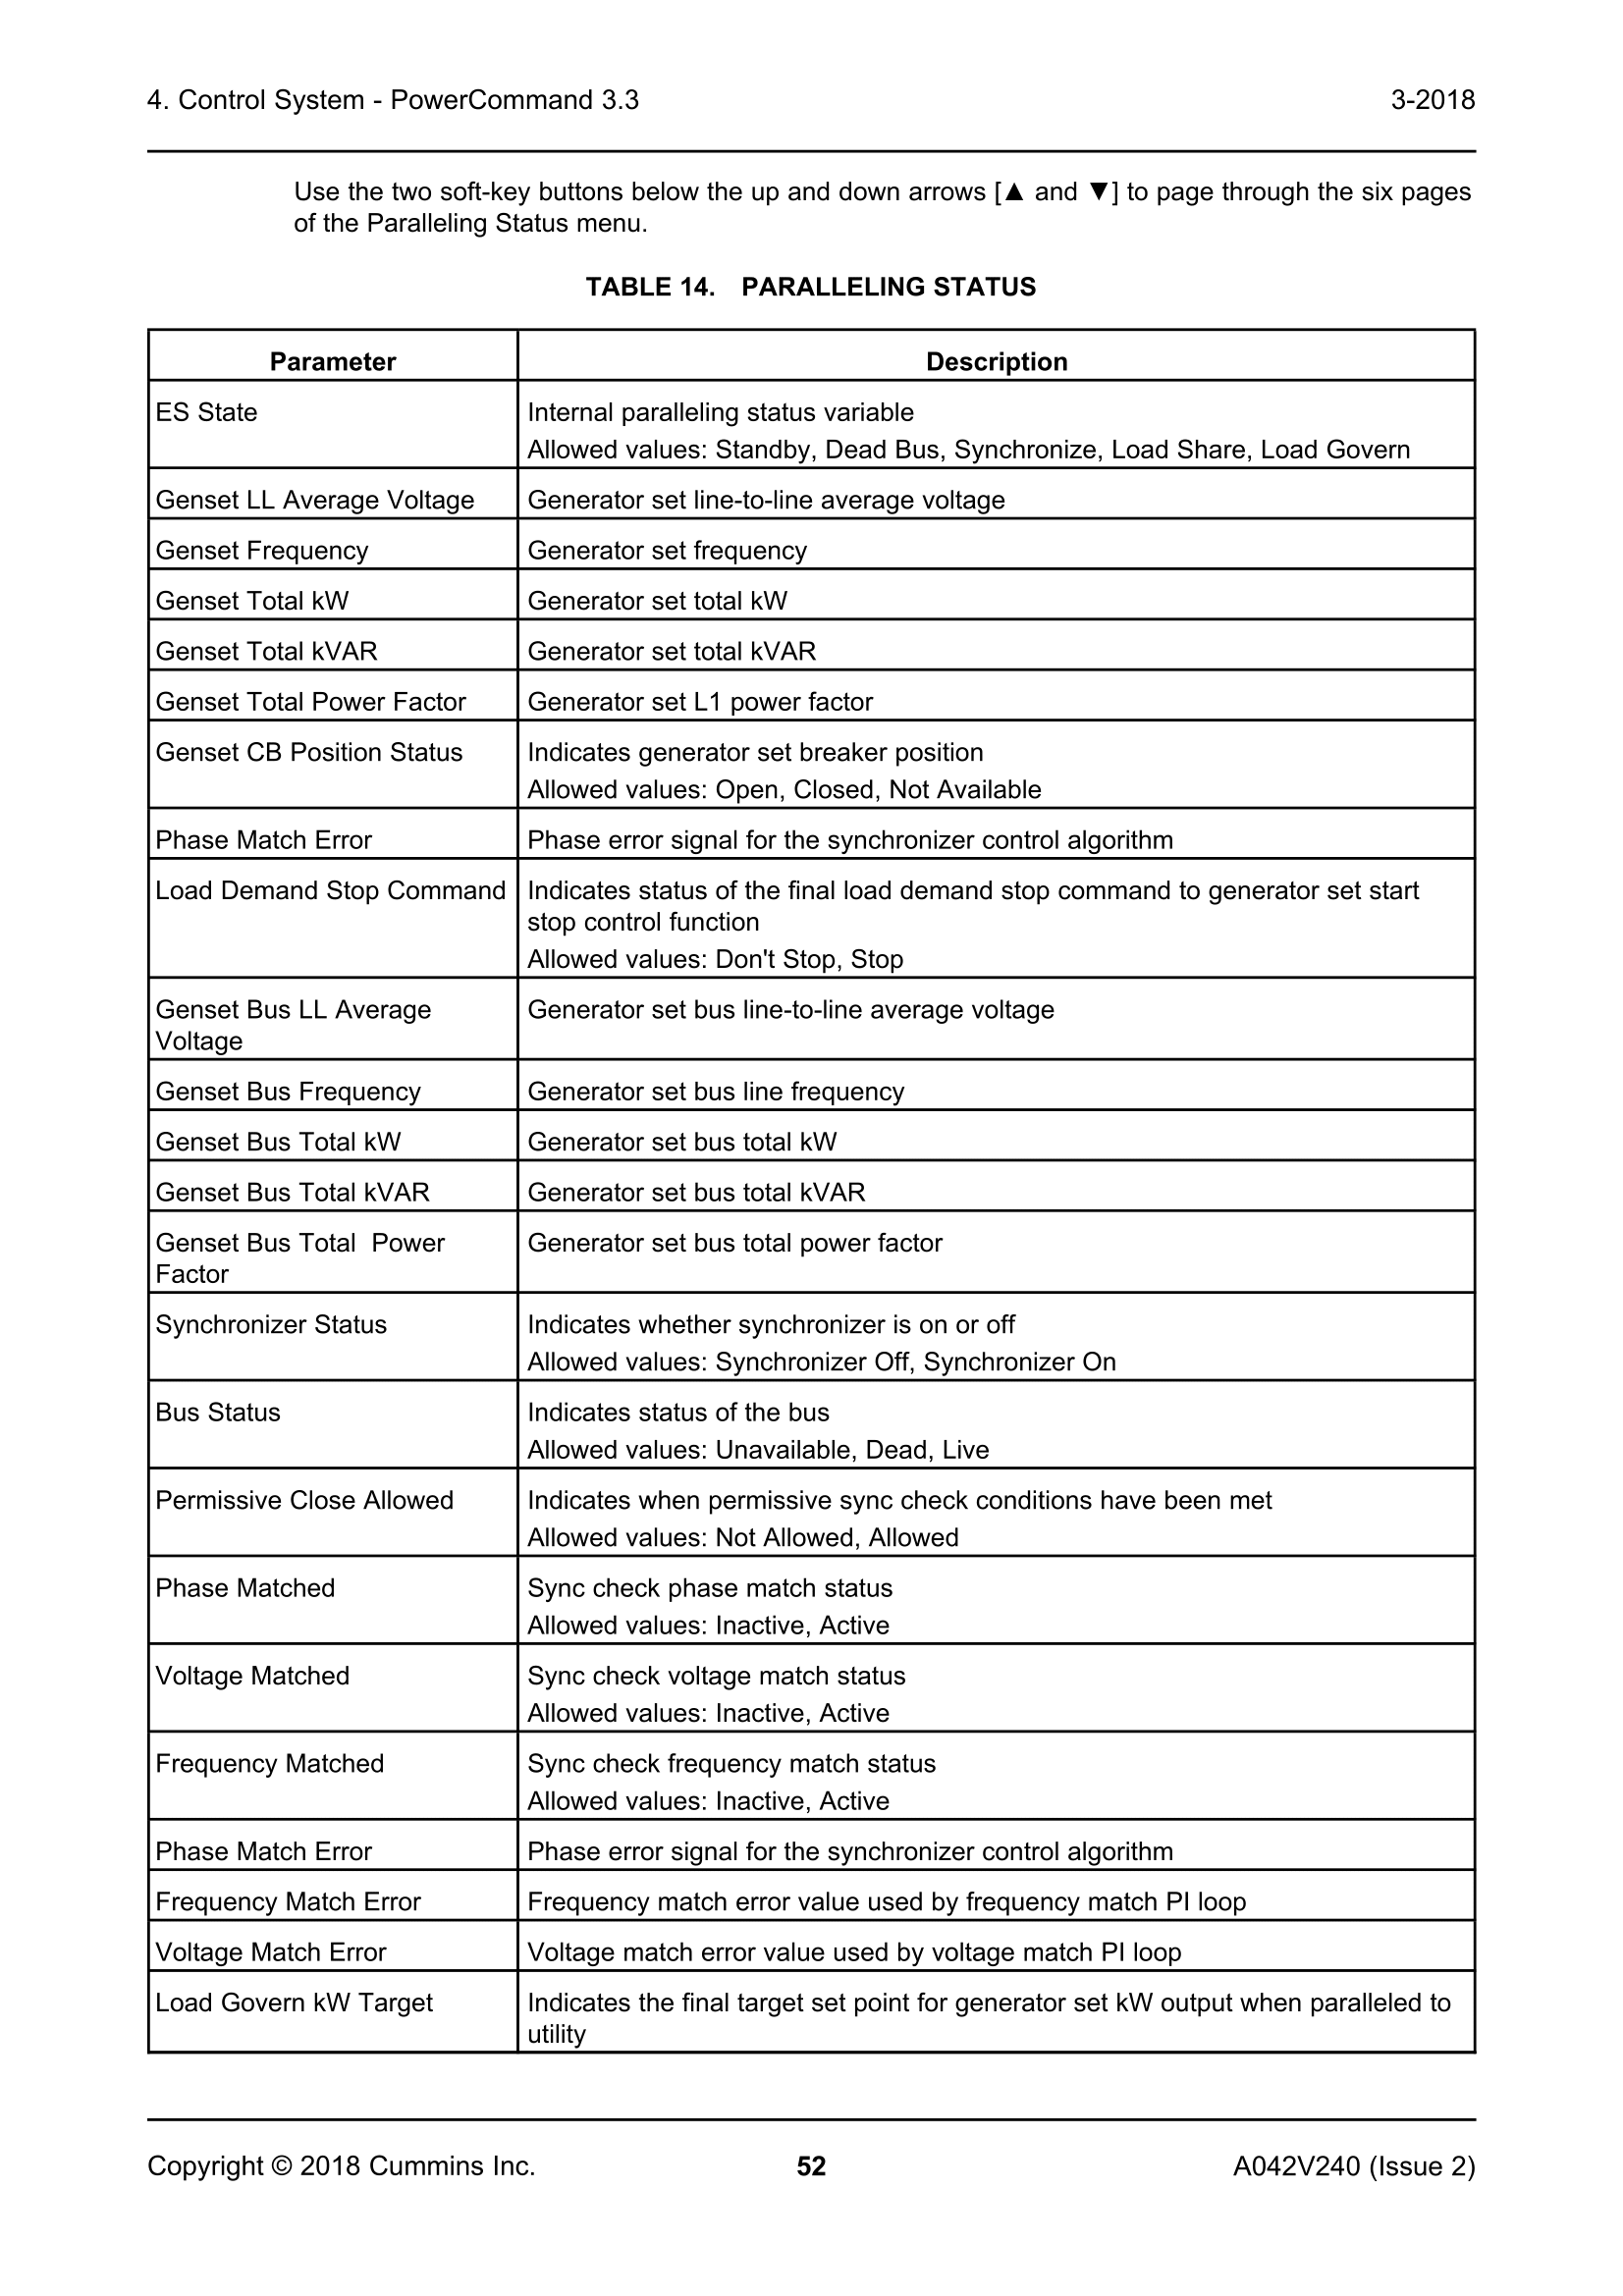 4. Control System - PowerCommand 3.3 3-2018
Use the two soft-key buttons below the up and down arrows [▲ and ▼] to page through the six pages
of the Paralleling Status menu.
TABLE 14. PARALLELING STATUS
Parameter Description
ES State Internal paralleling status variable
Allowed values: Standby, Dead Bus, Synchronize, Load Share, Load Govern
Genset LL Average Voltage Generator set line-to-line average voltage
Genset Frequency Generator set frequency
Genset Total kW Generator set total kW
Genset Total kVAR Generator set total kVAR
Genset Total Power Factor Generator set L1 power factor
Genset CB Position Status Indicates generator set breaker position
Allowed values: Open, Closed, Not Available
Phase Match Error Phase error signal for the synchronizer control algorithm
Load Demand Stop Command Indicates status of the final load demand stop command to generator set start
stop control function
Allowed values: Don't Stop, Stop
Genset Bus LL Average Generator set bus line-to-line average voltage
Voltage
Genset Bus Frequency Generator set bus line frequency
Genset Bus Total kW Generator set bus total kW
Genset Bus Total kVAR Generator set bus total kVAR
Genset Bus Total  Power Generator set bus total power factor
Factor
Synchronizer Status Indicates whether synchronizer is on or off
Allowed values: Synchronizer Off, Synchronizer On
Bus Status Indicates status of the bus
Allowed values: Unavailable, Dead, Live
Permissive Close Allowed Indicates when permissive sync check conditions have been met
Allowed values: Not Allowed, Allowed
Phase Matched Sync check phase match status
Allowed values: Inactive, Active
Voltage Matched Sync check voltage match status
Allowed values: Inactive, Active
Frequency Matched Sync check frequency match status
Allowed values: Inactive, Active
Phase Match Error Phase error signal for the synchronizer control algorithm
Frequency Match Error Frequency match error value used by frequency match PI loop
Voltage Match Error Voltage match error value used by voltage match PI loop
Load Govern kW Target Indicates the final target set point for generator set kW output when paralleled to
utility
Copyright © 2018 Cummins Inc. 52 A042V240 (Issue 2)